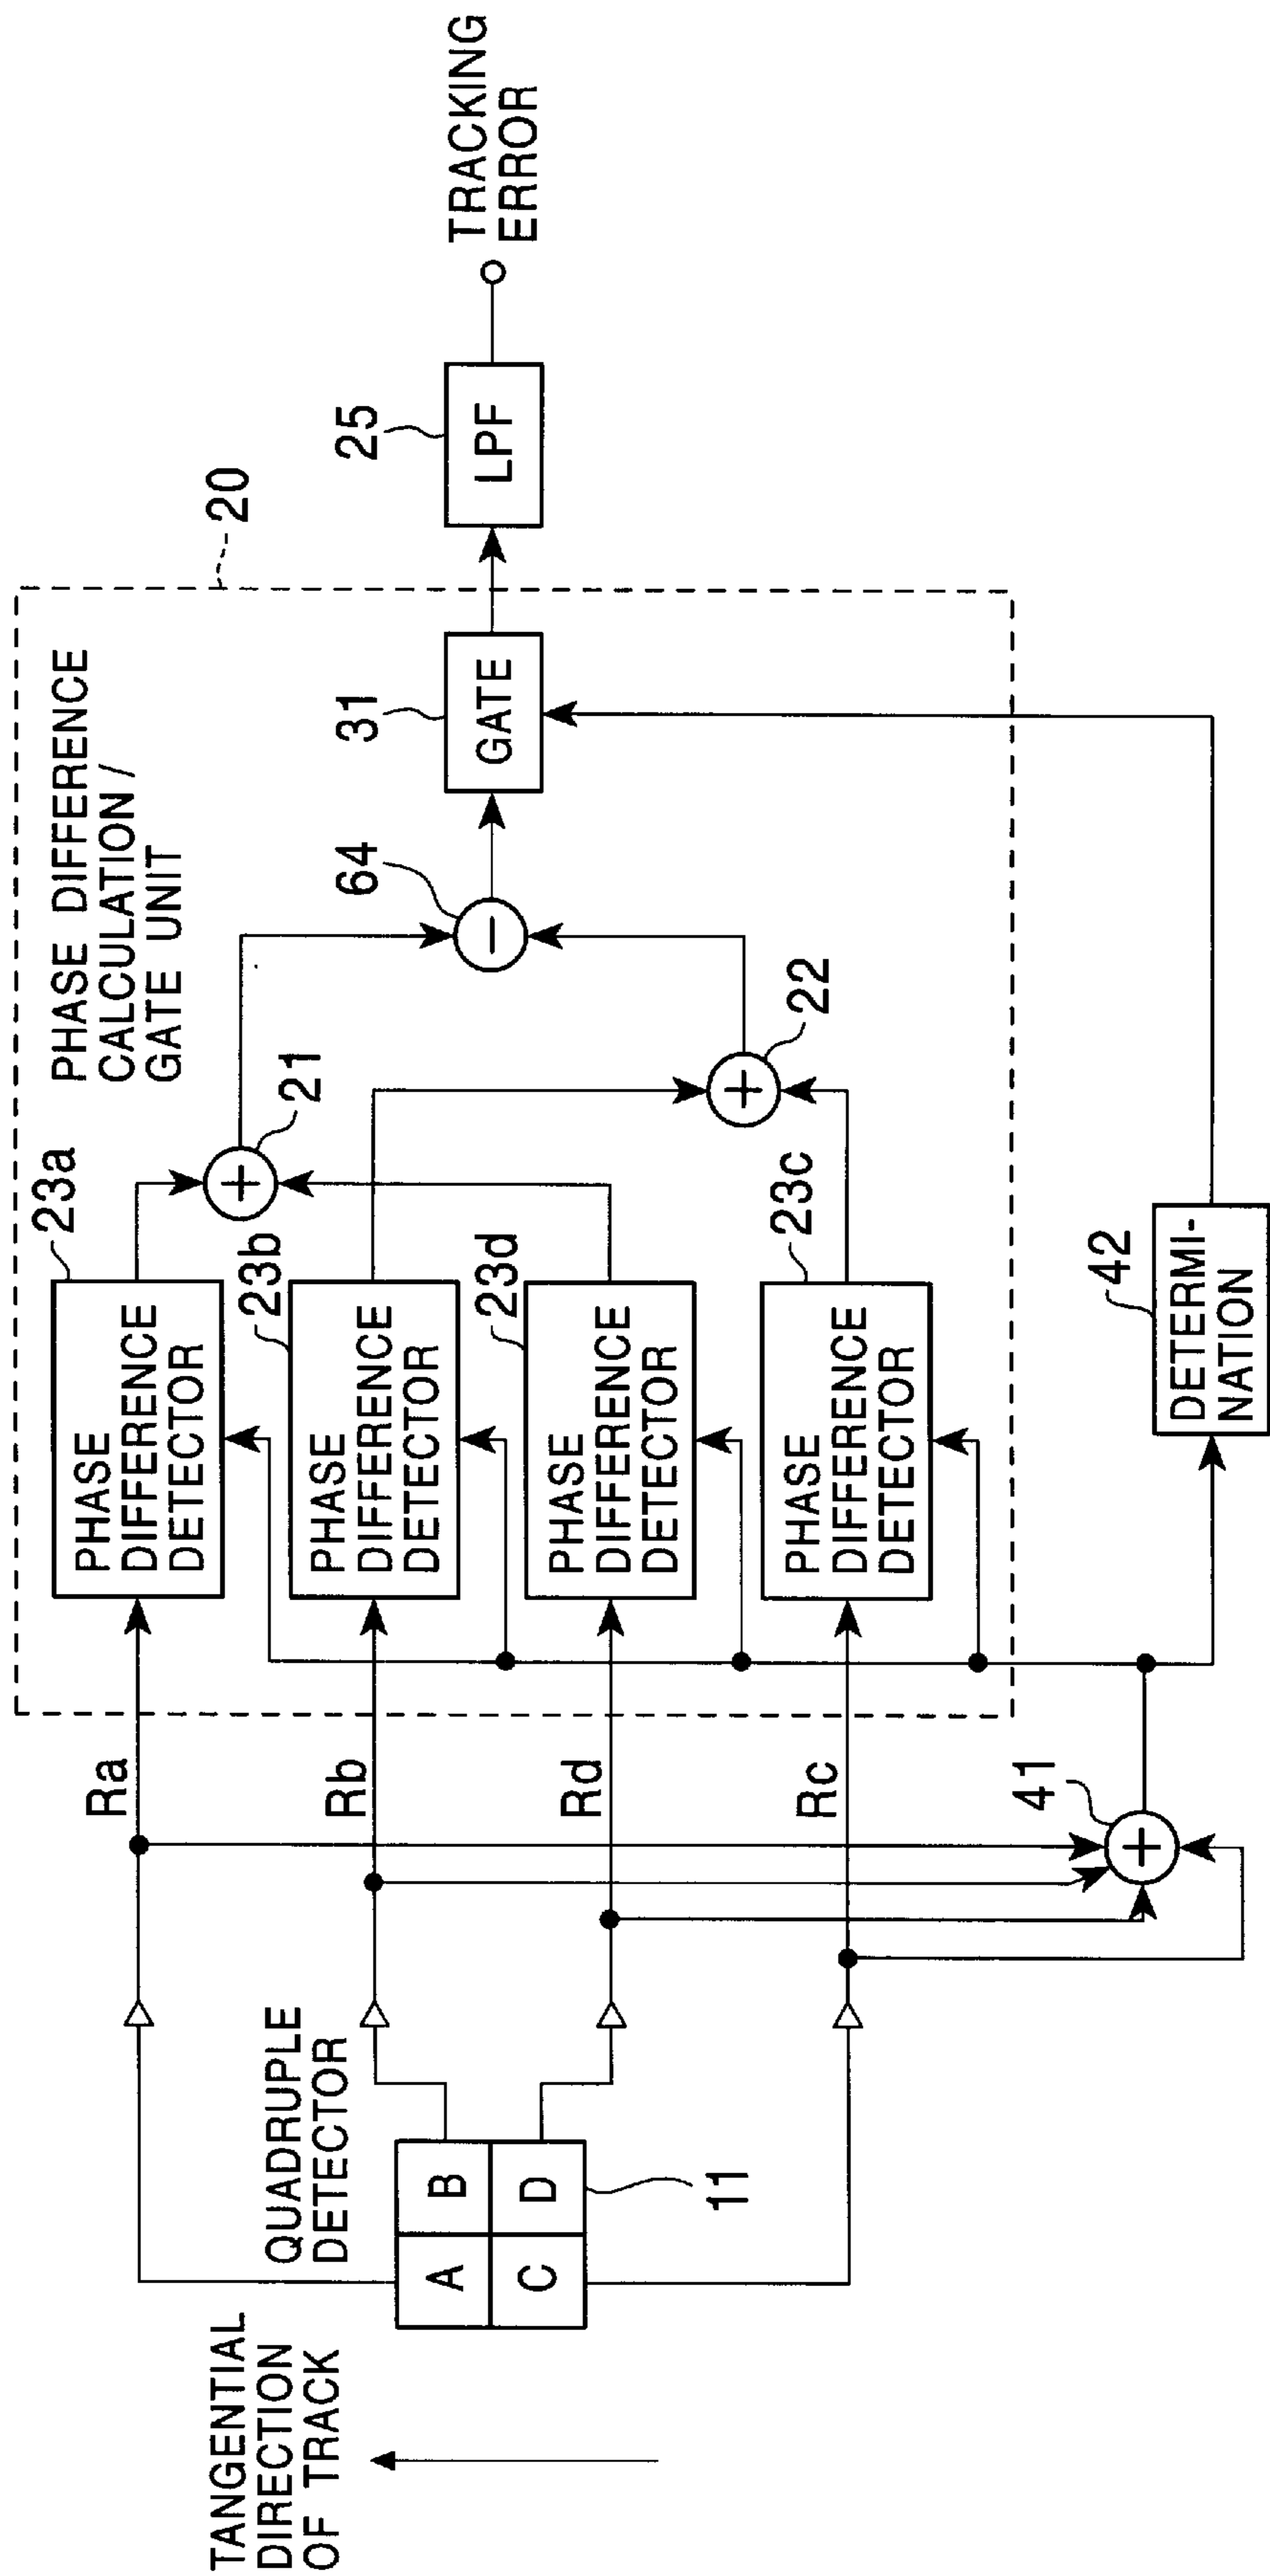 TANGENTIAL
DIRECTION
OF TRACK
QUADRUPLE
DETECTOR
A
B
C
D
11
Ra
Rb
Rd
Rc
41
+
PHASE DIFFERENCE
CALCULATION /
GATE UNIT
20
PHASE
DIFFERENCE
DETECTOR
23a
PHASE
DIFFERENCE
DETECTOR
23b
PHASE
DIFFERENCE
DETECTOR
23d
PHASE
DIFFERENCE
DETECTOR
23c
DETERMI-
NATION
42
+
21
+
22
−
64
GATE
31
LPF
25
TRACKING
ERROR